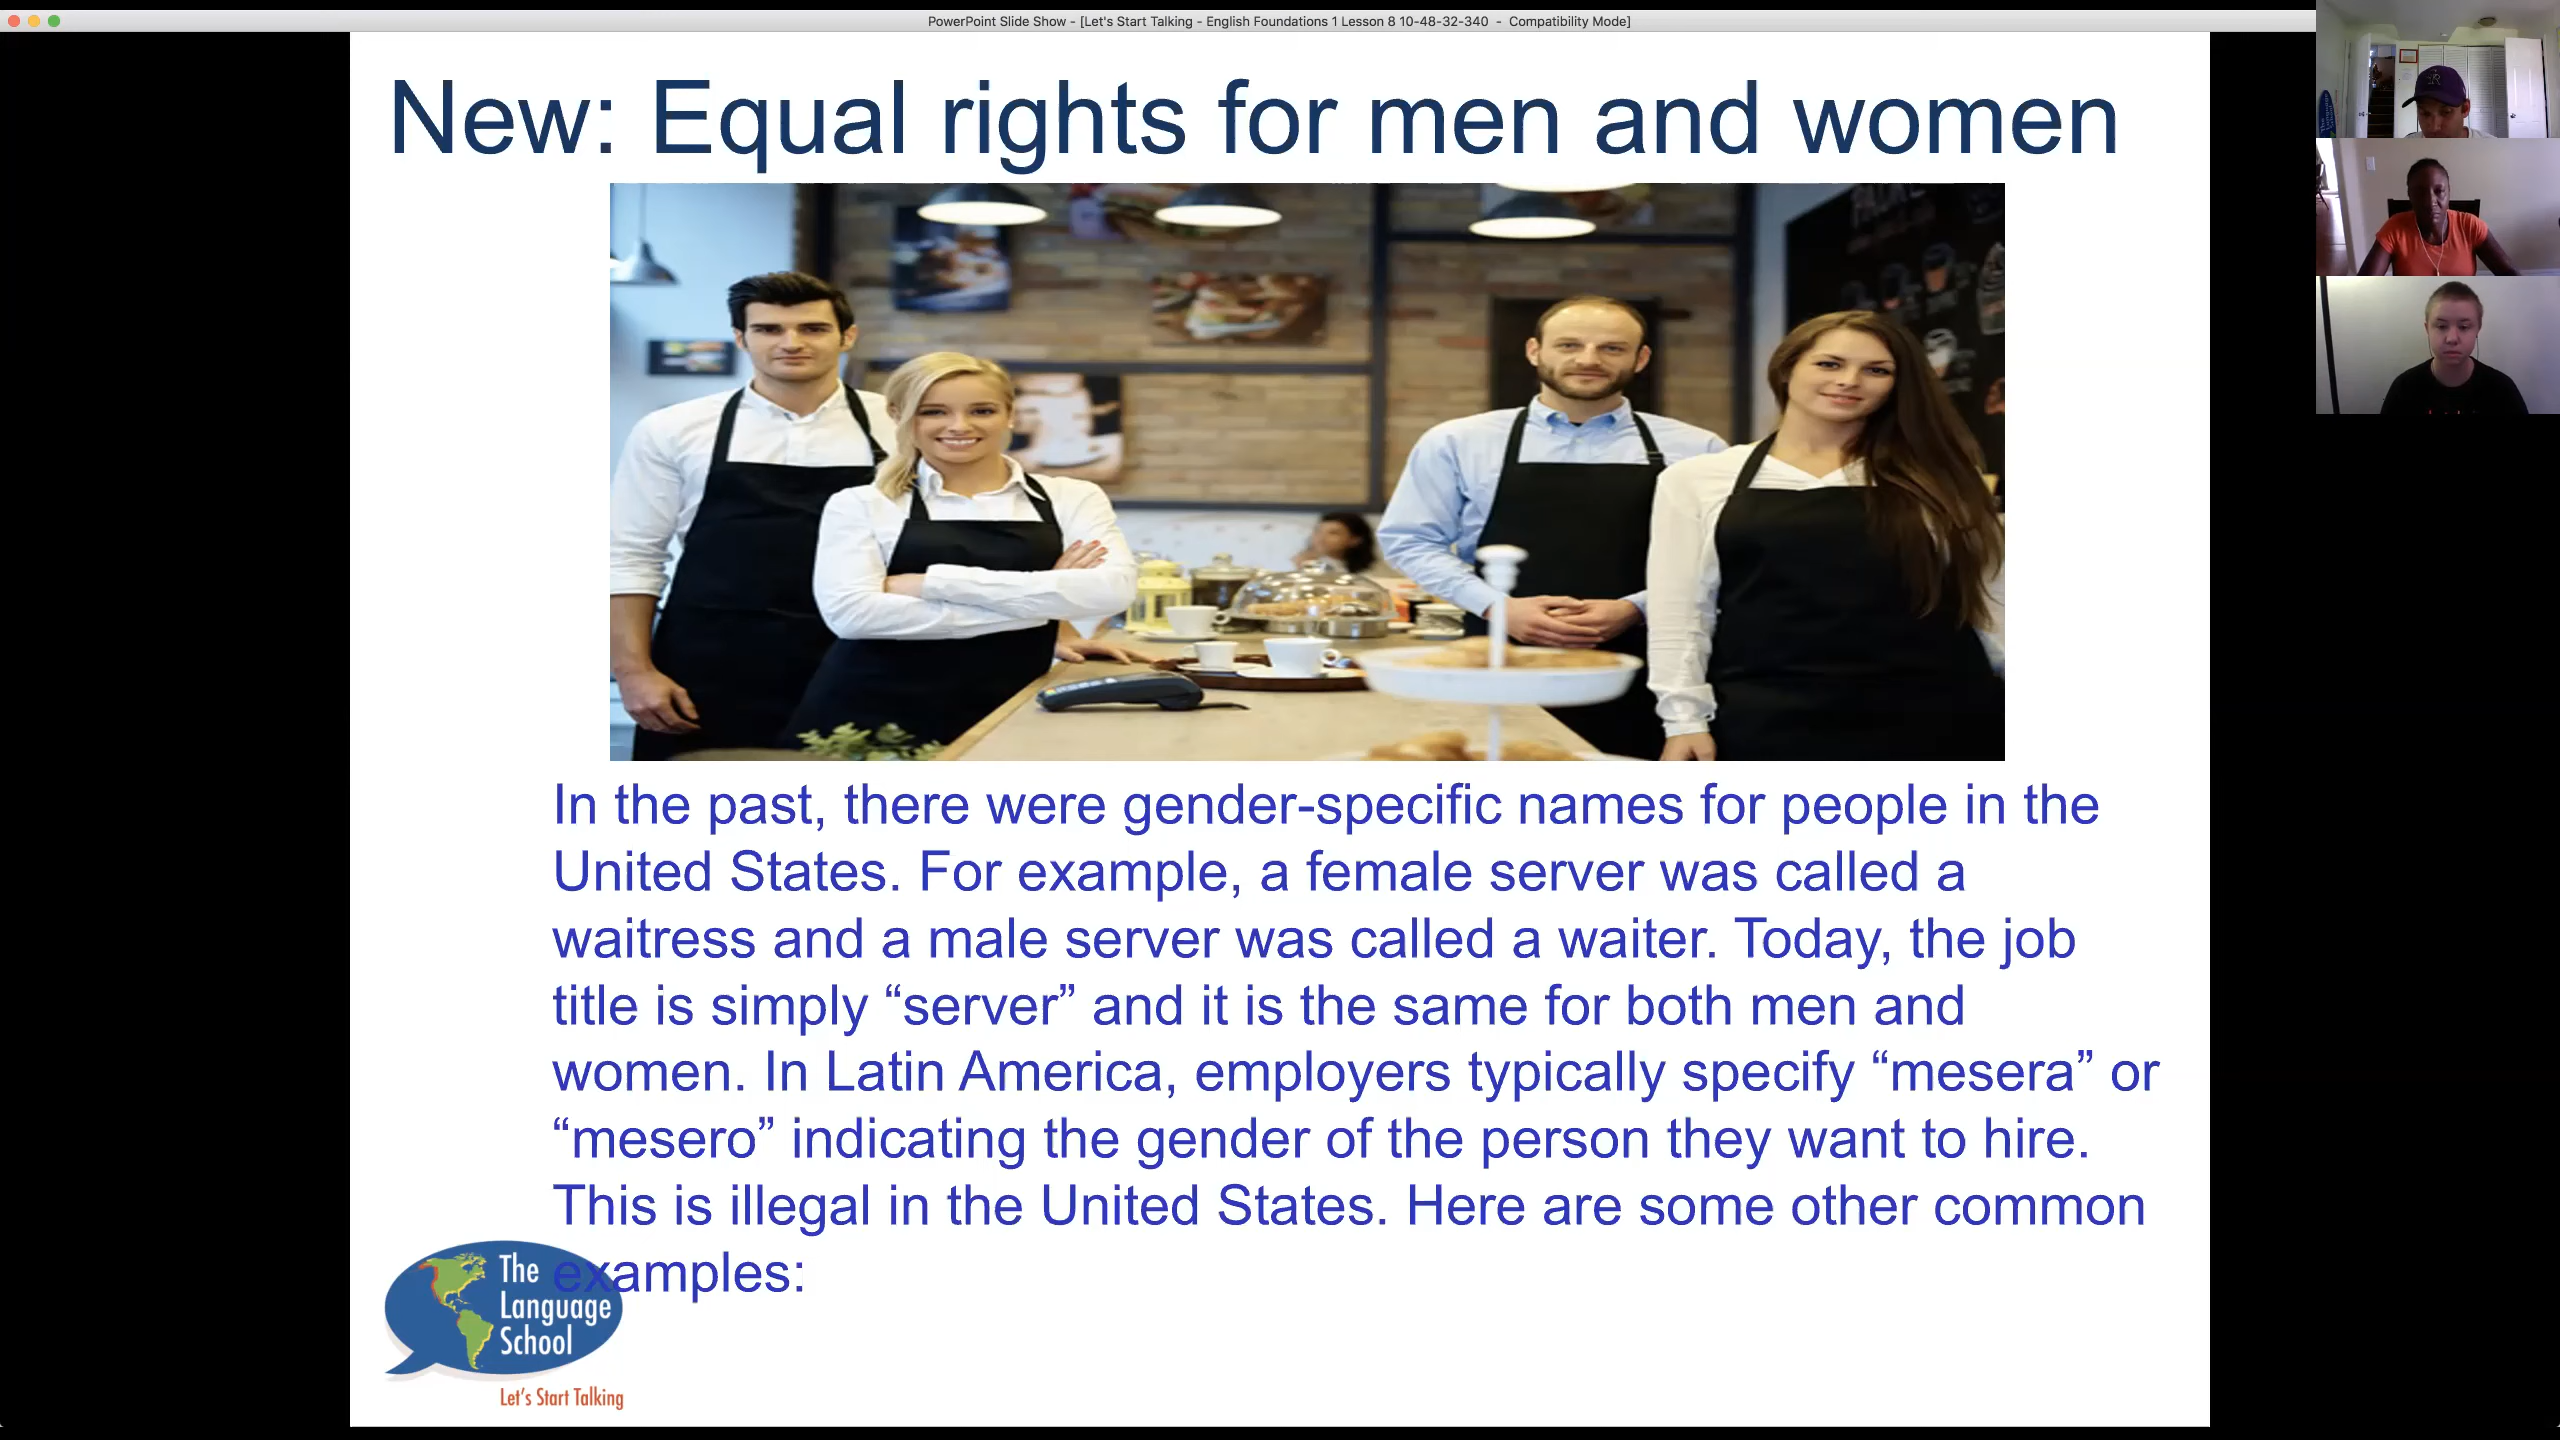 PowerPoint Slide Show - [Let's Start Talking - English Foundations 1 Lesson 8 10-48-32-340 - Compatibility Mode]
New: Equal rights for men and women
In the past, there were gender-specific names for people in the
United States. For example, a female server was called a
waitress and a male server was called a waiter. Today, the job
title is simply “server” and it is the same for both men and
women. In Latin America, employers typically specify “mesera” or
“mesero” indicating the gender of the person they want to hire.
This is illegal in the United States. Here are some other common
examples:
The
Language
School
Let's Start Talking